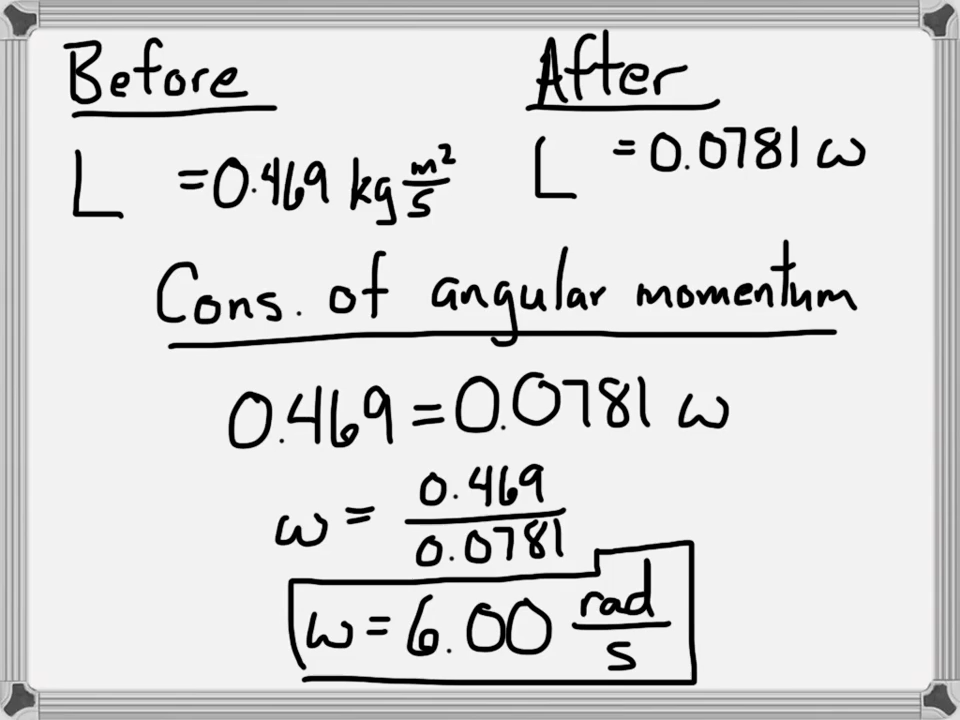 Before
After
L = 0.469 kg m²/s
L = 0.0781 ω
Cons. of angular momentum
0.469 = 0.0781 ω
ω = 0.469/0.0781
ω = 6.00 rad/s